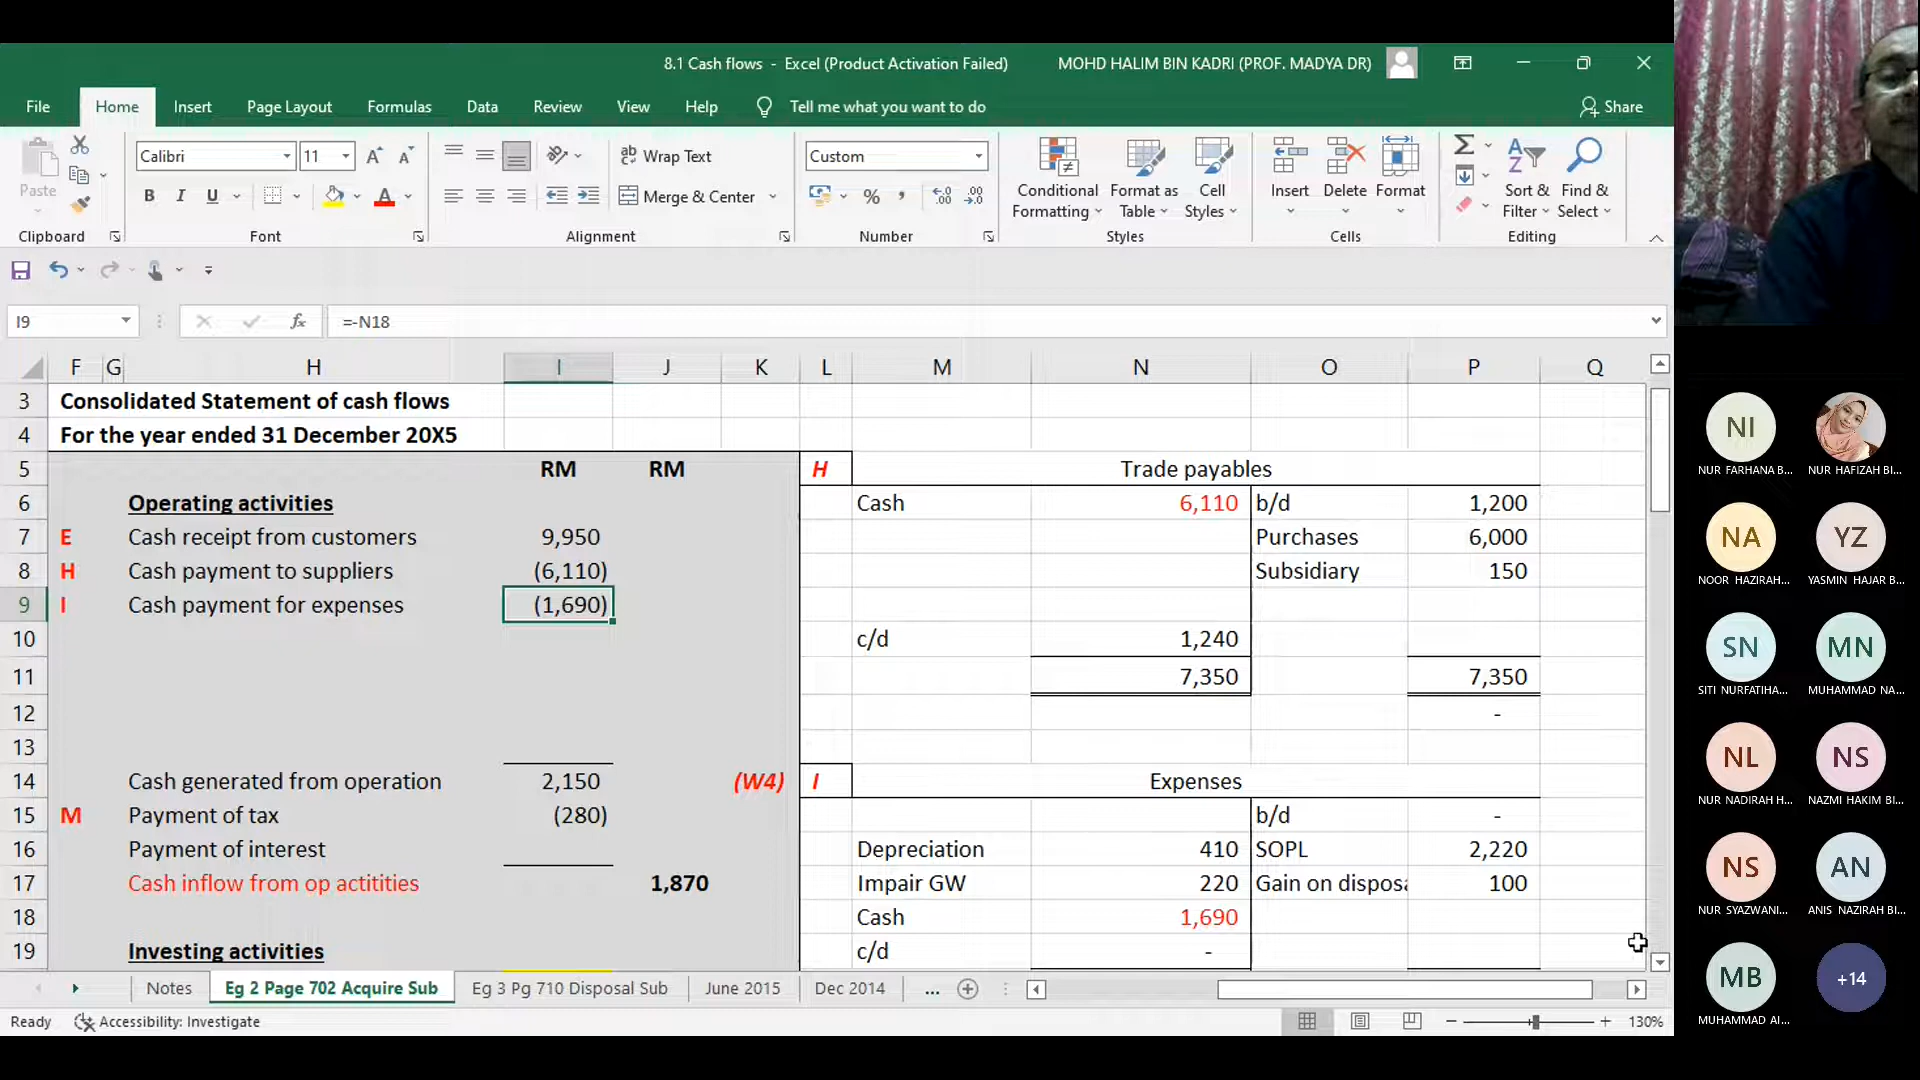 8.1 Cash flows - Excel (Product Activation Failed)
MOHD HALIM BIN KADRI (PROF. MADYA DR)
File Home Insert Page Layout Formulas Data Review View Help Tell me what you want to do Share
Paste
Calibri 11
B I U
ab Wrap Text
Merge & Center
Custom
Conditional Formatting
Format as Table
Cell Styles
Insert Delete Format
Sort & Filter
Find & Select
Clipboard Font Alignment Number Styles Cells Editing
I9 fx =-N18
F G H I J K L M N O P Q
3 Consolidated Statement of cash flows
4 For the year ended 31 December 20X5
5 RM RM H Trade payables
6 Operating activities Cash 6,110 b/d 1,200
7 E Cash receipt from customers 9,950 Purchases 6,000
8 H Cash payment to suppliers (6,110) Subsidiary 150
9 I Cash payment for expenses (1,690)
10 c/d 1,240
11 7,350 7,350
12 -
13
14 Cash generated from operation 2,150 (W4) I Expenses
15 M Payment of tax (280) b/d -
16 Payment of interest Depreciation 410 SOPL 2,220
17 Cash inflow from op actitities 1,870 Impair GW 220 Gain on disposa 100
18 Cash 1,690
19 Investing activities c/d -
Notes Eg 2 Page 702 Acquire Sub Eg 3 Pg 710 Disposal Sub June 2015 Dec 2014 ...
Ready Accessibility: Investigate 130%
NI
NUR FARHANA B... NUR HAFIZAH BI...
NA YZ
NOOR HAZIRAH... YASMIN HAJAR B...
SN MN
SITI NURFATIHA... MUHAMMAD NA...
NL NS
NUR NADIRAH H... NAZMI HAKIM BI...
NS AN
NUR SYAZWANI... ANIS NAZIRAH BI...
MB +14
MUHAMMAD AI...